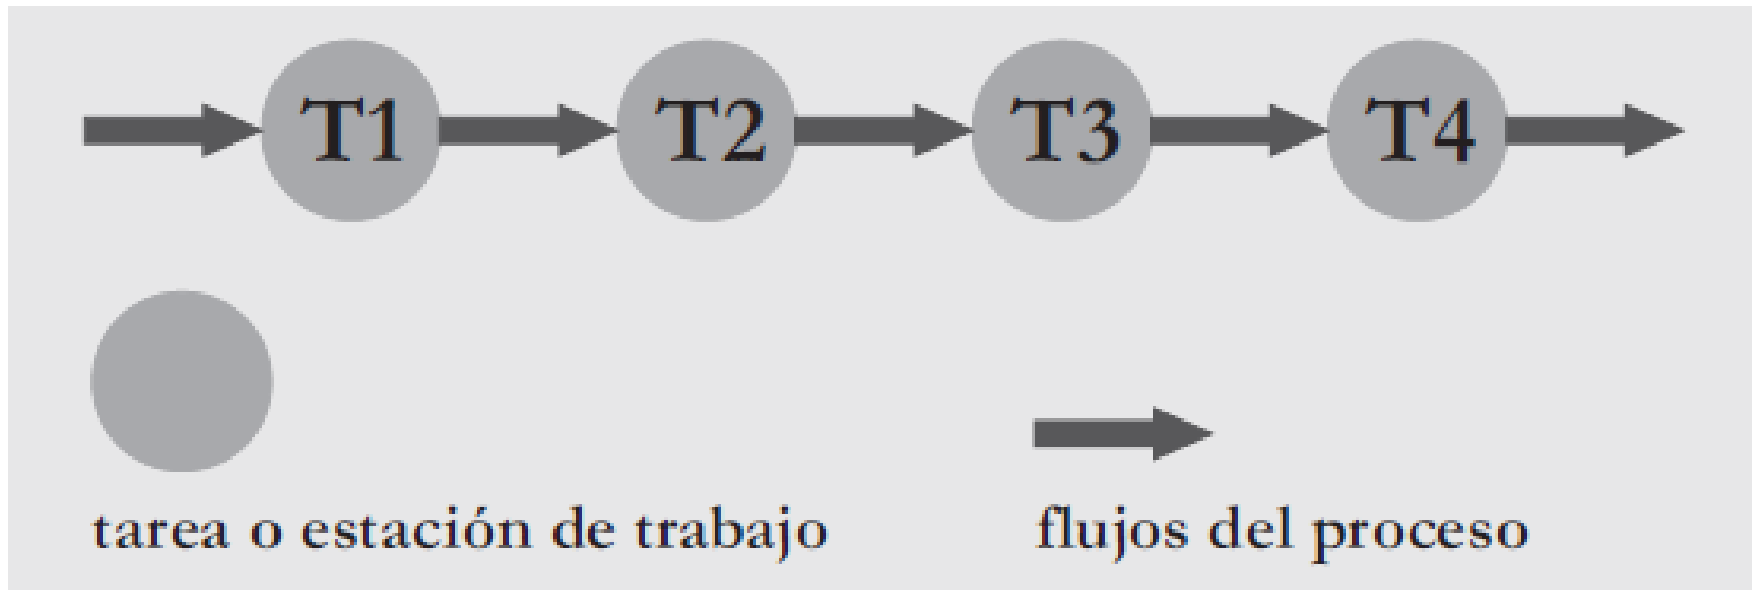 T1 T2 T3 T4
tarea o estación de trabajo
flujos del proceso